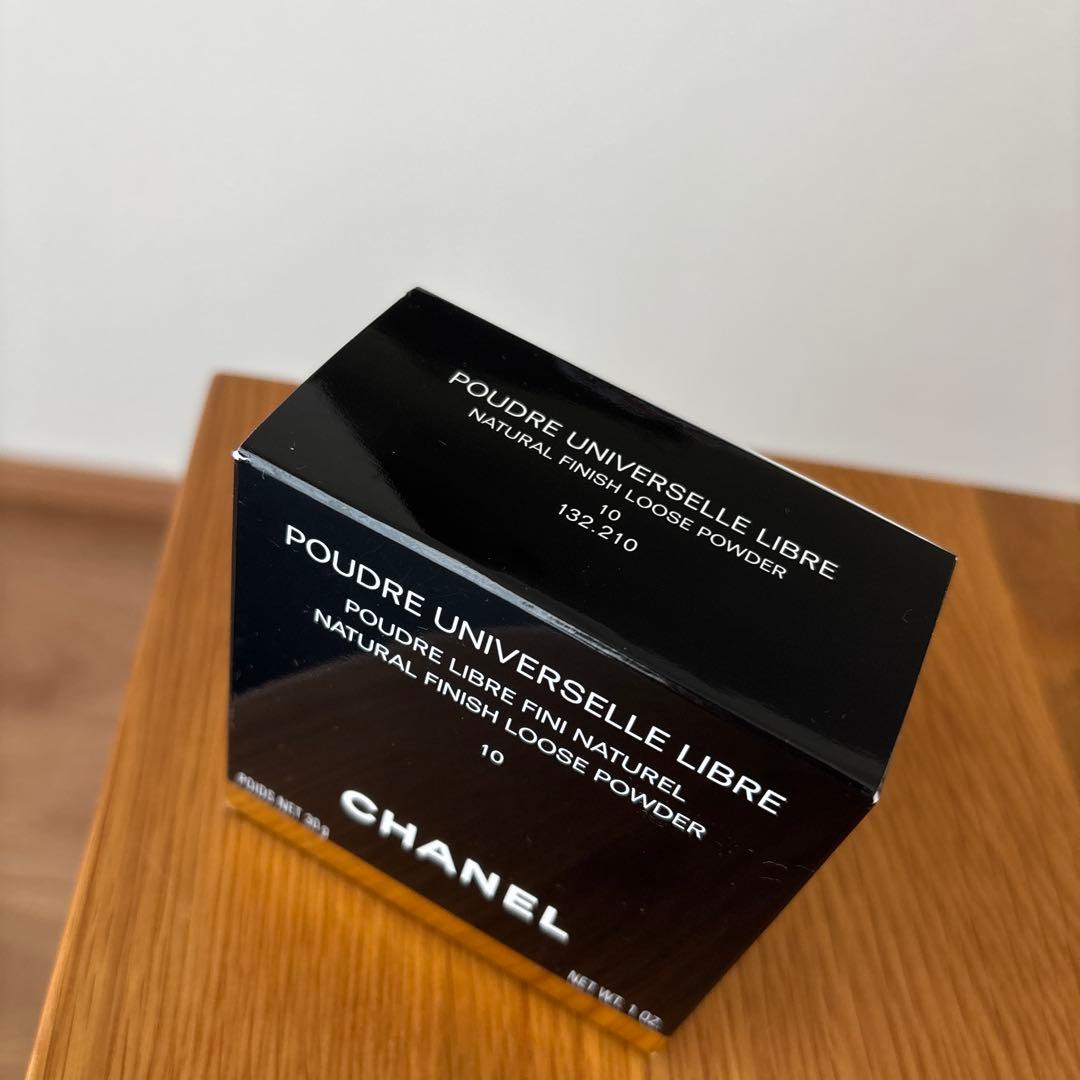 POUDRE UNIVERSELLE LIBRE
NATURAL FINISH LOOSE POWDER
10
132.210
POUDRE UNIVERSELLE LIBRE
POUDRE LIBRE FINI NATUREL
NATURAL FINISH LOOSE POWDER
10
CHANEL
POIDS NET 30 g
NET WT. 1 OZ.